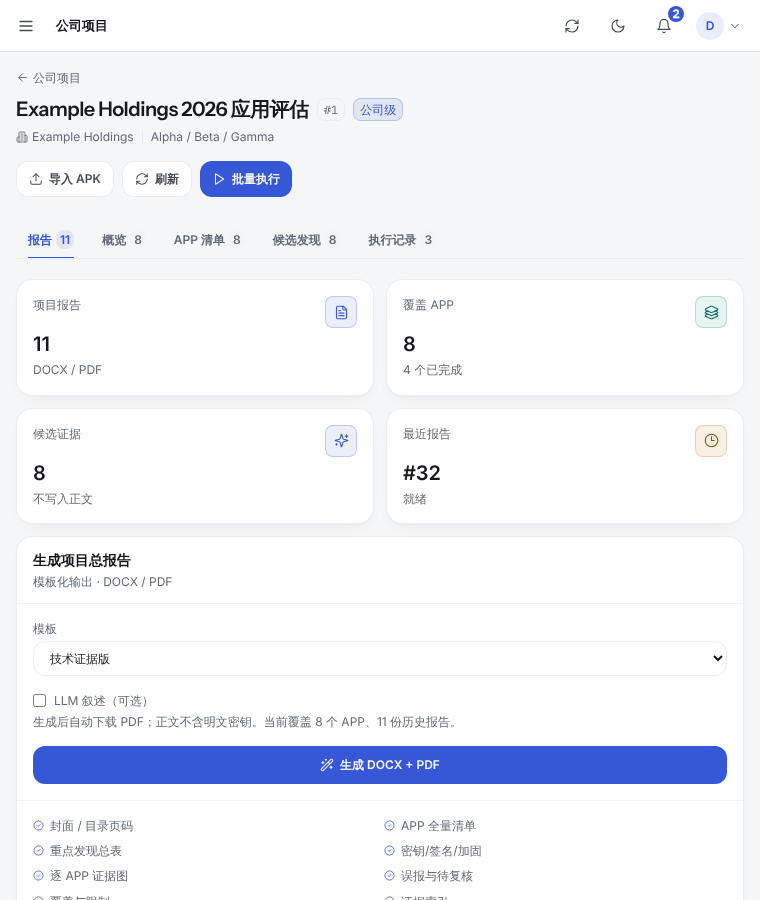 公司项目
2
D
公司项目
Example Holdings 2026 应用评估 #1 公司级
Example Holdings Alpha / Beta / Gamma
导入 APK 刷新 批量执行
报告 11 概览 8 APP 清单 8 候选发现 8 执行记录 3
项目报告
11
DOCX / PDF
覆盖 APP
8
4 个已完成
候选证据
8
不写入正文
最近报告
#32
就绪
生成项目总报告
模板化输出 · DOCX / PDF
模板
技术证据版
LLM 叙述（可选）
生成后自动下载 PDF；正文不含明文密钥。当前覆盖 8 个 APP、11 份历史报告。
生成 DOCX + PDF
封面 / 目录页码 APP 全量清单
重点发现总表 密钥/签名/加固
逐 APP 证据图 误报与待复核